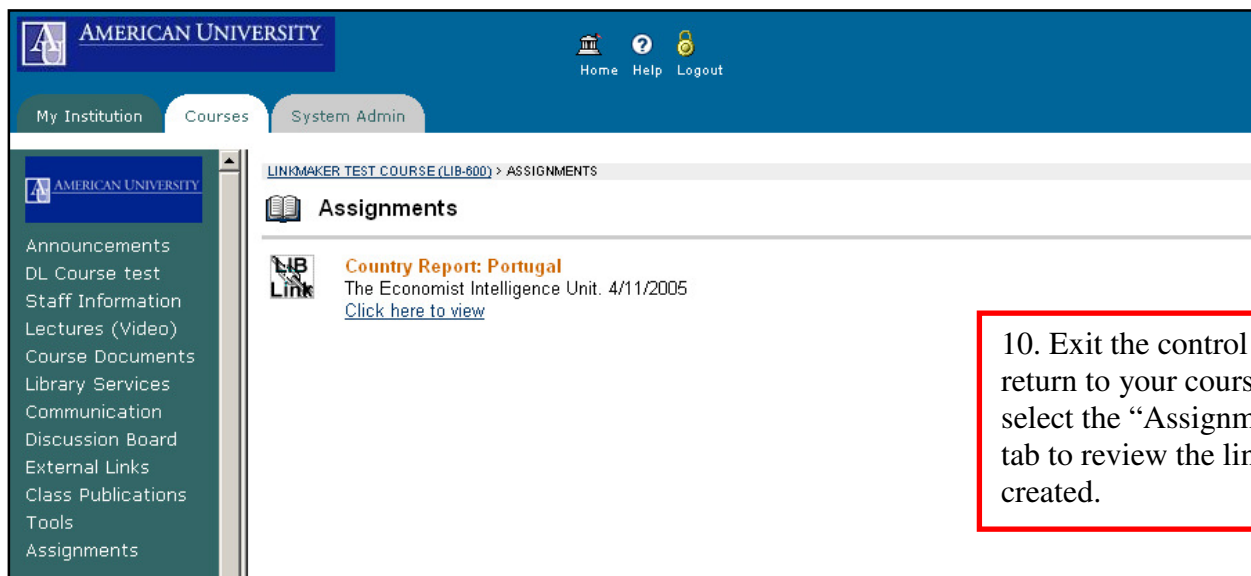 AMERICAN UNIVERSITY
Home Help Logout
My Institution Courses System Admin
AMERICAN UNIVERSITY
Announcements
DL Course test
Staff Information
Lectures (Video)
Course Documents
Library Services
Communication
Discussion Board
External Links
Class Publications
Tools
Assignments
LINKMAKER TEST COURSE (LIB-600) > ASSIGNMENTS
Assignments
LIB
Link
Country Report: Portugal
The Economist Intelligence Unit. 4/11/2005
Click here to view
10. Exit the control
return to your cours
select the “Assignm
tab to review the lin
created.